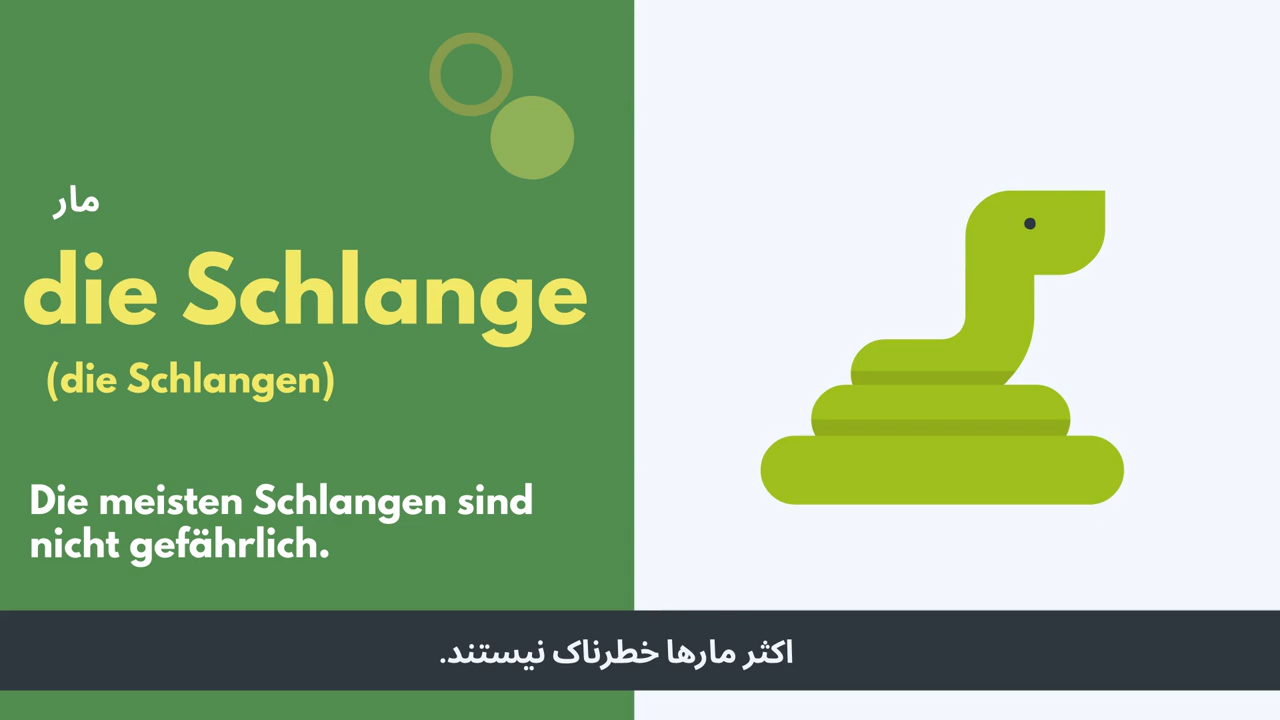 مار
die Schlange
(die Schlangen)
Die meisten Schlangen sind
nicht gefährlich.
اکثر مارها خطرناک نیستند.